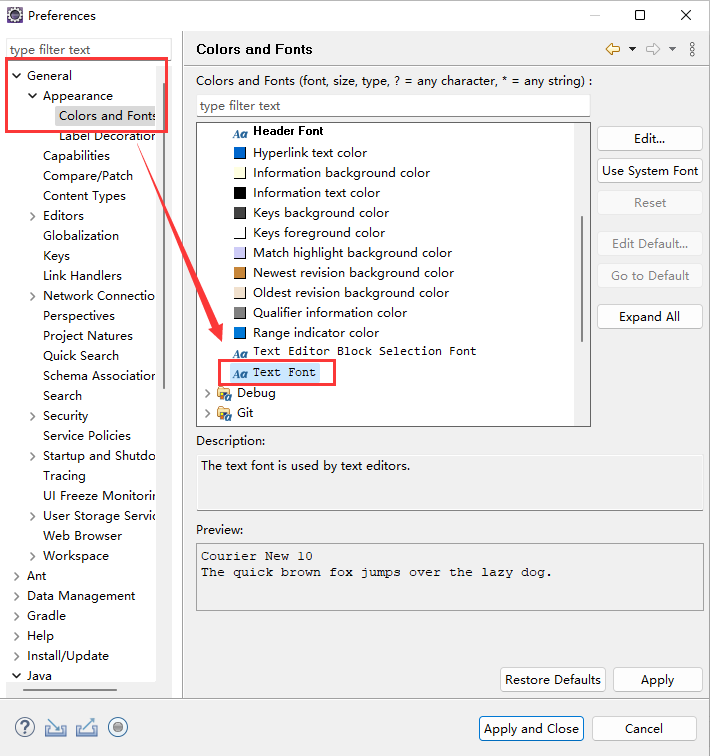 Preferences
type filter text
General
Appearance
Colors and Fonts
Label Decoration
Capabilities
Compare/Patch
Content Types
Editors
Globalization
Keys
Link Handlers
Network Connectio
Perspectives
Project Natures
Quick Search
Schema Association
Search
Security
Service Policies
Startup and Shutdo
Tracing
UI Freeze Monitorin
User Storage Servic
Web Browser
Workspace
Ant
Data Management
Gradle
Help
Install/Update
Java
Colors and Fonts
Colors and Fonts (font, size, type, ? = any character, * = any string) :
type filter text
Aa Header Font
Hyperlink text color
Information background color
Information text color
Keys background color
Keys foreground color
Match highlight background color
Newest revision background color
Oldest revision background color
Qualifier information color
Range indicator color
Aa Text Editor Block Selection Font
Aa Text Font
Debug
Git
Edit...
Use System Font
Reset
Edit Default...
Go to Default
Expand All
Description:
The text font is used by text editors.
Preview:
Courier New 10
The quick brown fox jumps over the lazy dog.
Restore Defaults
Apply
?
Apply and Close
Cancel